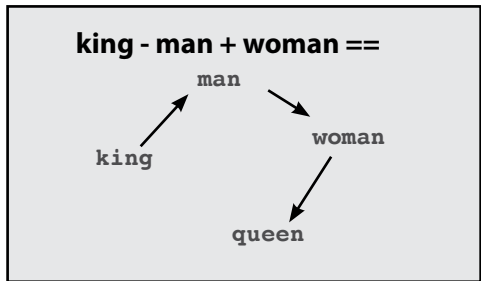 king - man + woman ==
man
woman
king
queen